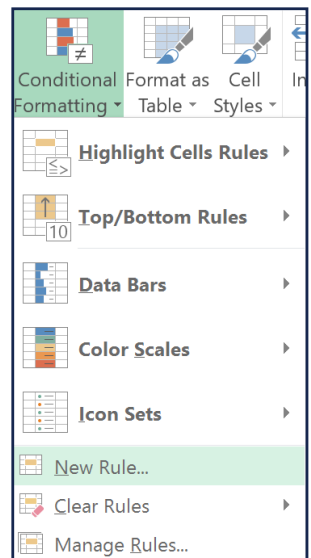 Conditional Format as Cell In
Formatting Table Styles
Highlight Cells Rules
≤>
Top/Bottom Rules
10
Data Bars
Color Scales
Icon Sets
New Rule...
Clear Rules
Manage Rules...